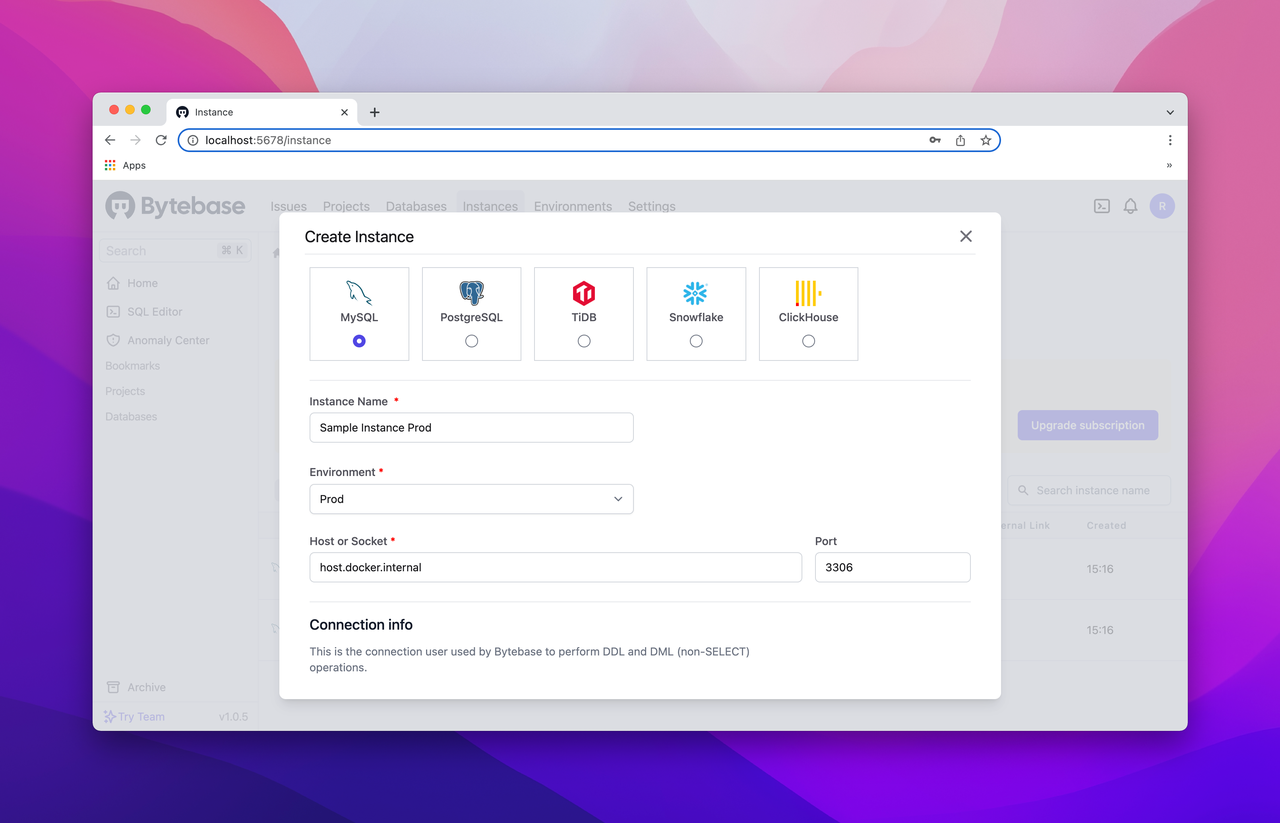 Instance
localhost:5678/instance
Apps
»
Bytebase
Issues Projects Databases Instances Environments Settings
R
Search ⌘ K
Home
SQL Editor
Anomaly Center
Bookmarks
Projects
Databases
Archive
Try Team v1.0.5
Create Instance
MySQL PostgreSQL TiDB Snowflake ClickHouse
Instance Name *
Sample Instance Prod
Environment *
Prod
Host or Socket * Port
host.docker.internal 3306
Connection info
This is the connection user used by Bytebase to perform DDL and DML (non-SELECT)
operations.
Upgrade subscription
Search instance name
Link Created
15:16
15:16